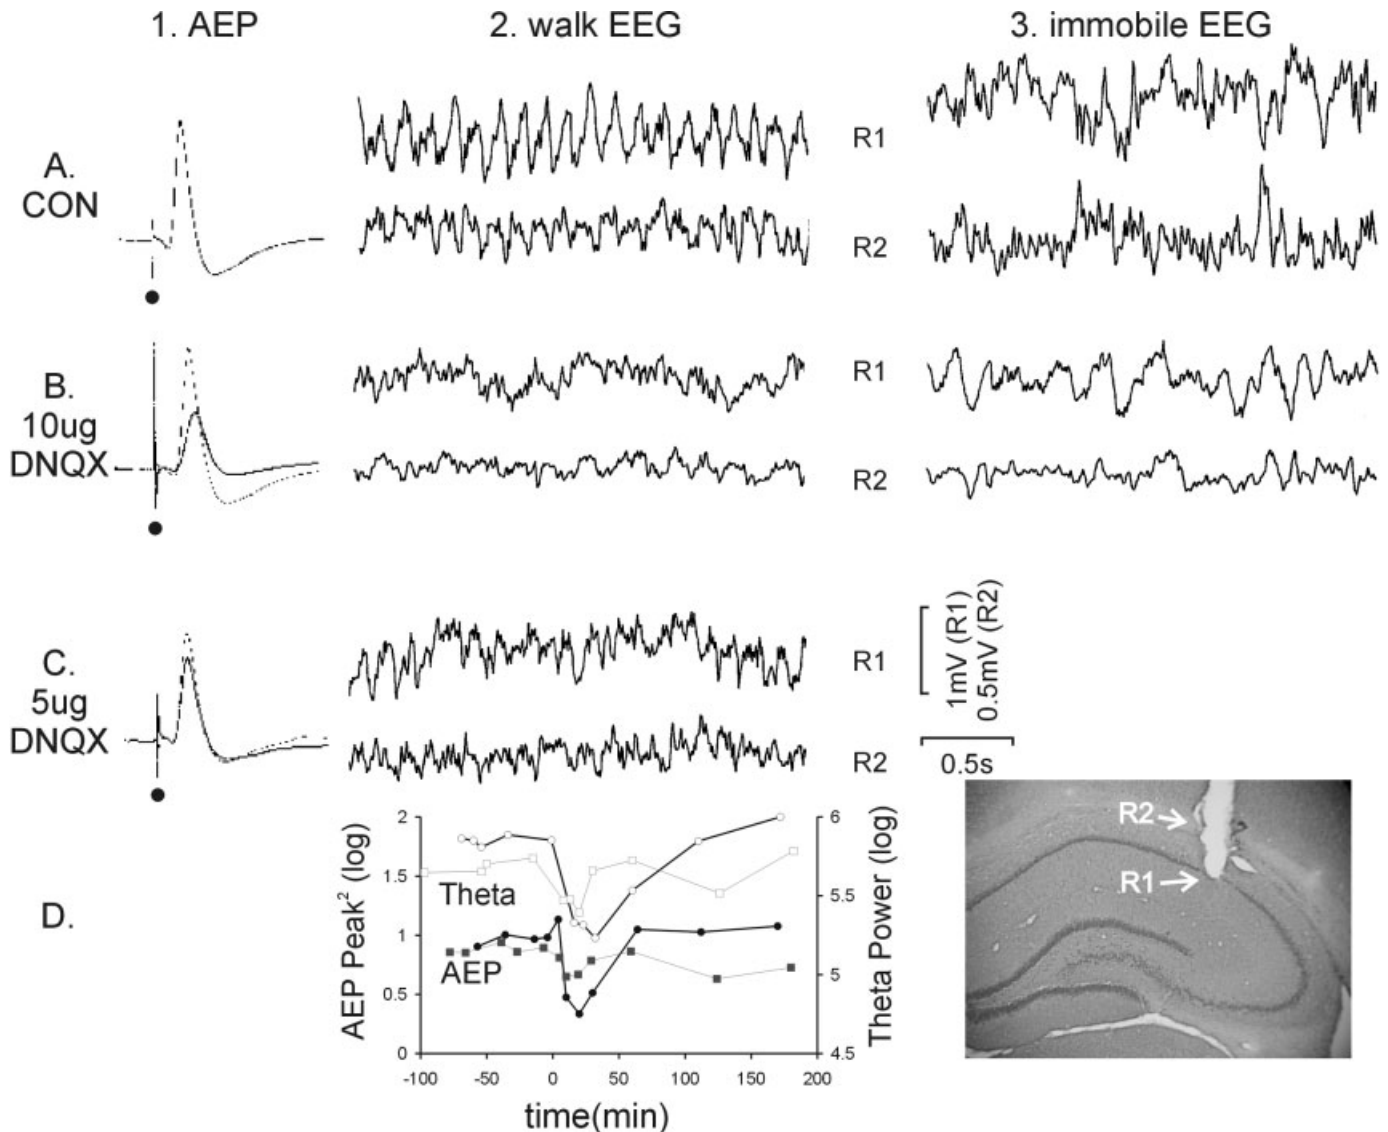 1. AEP 2. walk EEG 3. immobile EEG
A.
CON
R1
R2
B.
10ug
DNQX
R1
R2
C.
5ug
DNQX
R1
R2
1mV (R1)
0.5mV (R2)
0.5s
D.
AEP Peak2 (log)
2
1.5
1
0.5
0
Theta
AEP
6
5.5
5
4.5
Theta Power (log)
-100 -50 0 50 100 150 200
time(min)
R2
R1